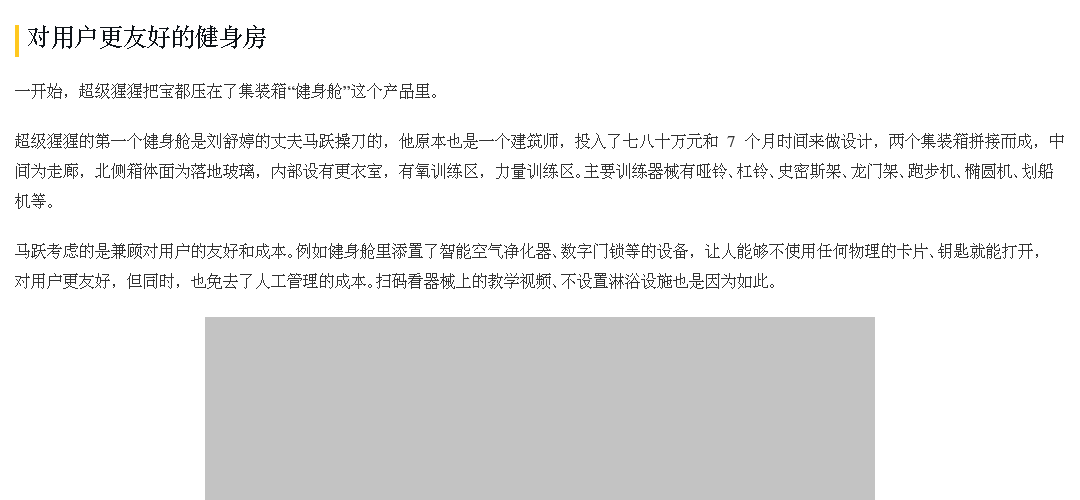 对用户更友好的健身房
一开始，超级猩猩把宝都压在了集装箱“健身舱”这个产品里。
超级猩猩的第一个健身舱是刘舒婷的丈夫马跃操刀的，他原本也是一个建筑师，投入了七八十万元和 7 个月时间来做设计，两个集装箱拼接而成，中
间为走廊，北侧箱体面为落地玻璃，内部设有更衣室，有氧训练区，力量训练区。主要训练器械有哑铃、杠铃、史密斯架、龙门架、跑步机、椭圆机、划船
机等。
马跃考虑的是兼顾对用户的友好和成本。例如健身舱里添置了智能空气净化器、数字门锁等的设备，让人能够不使用任何物理的卡片、钥匙就能打开，
对用户更友好，但同时，也免去了人工管理的成本。扫码看器械上的教学视频、不设置淋浴设施也是因为如此。